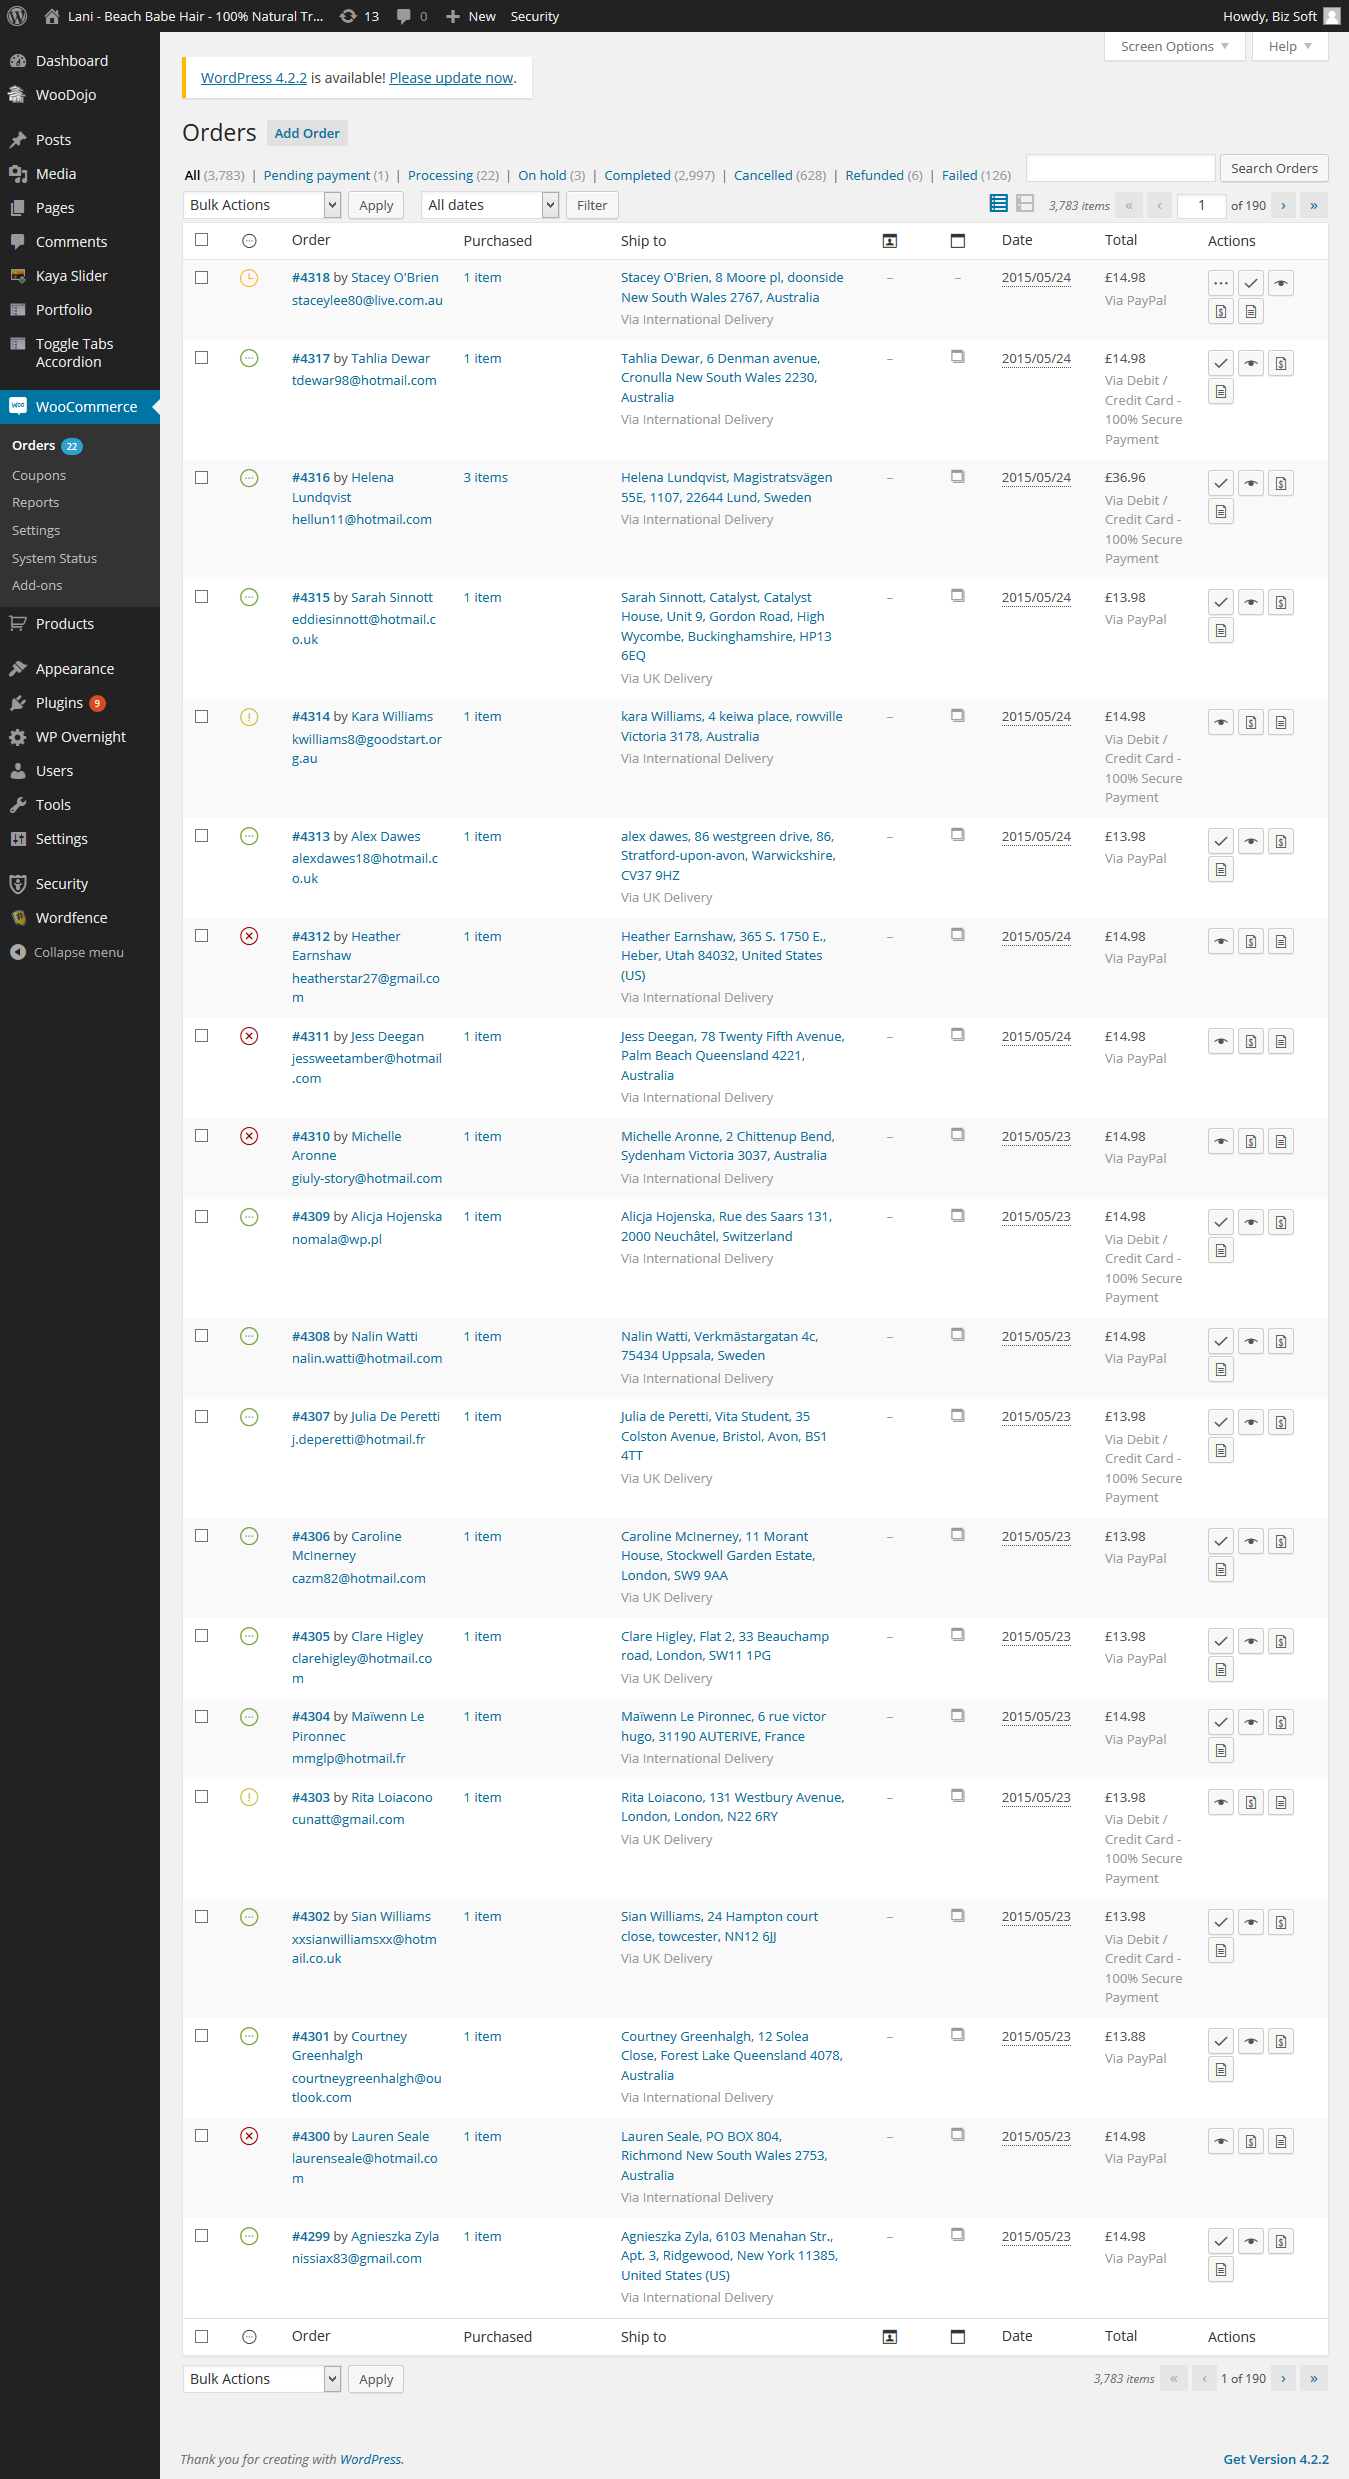 Lani - Beach Babe Hair - 100% Natural Tr... 13 0 New Security Howdy, Biz Soft
Screen Options Help
Dashboard
WooDojo
Posts
Media
Pages
Comments
Kaya Slider
Portfolio
Toggle Tabs
Accordion
WooCommerce
Orders 22
Coupons
Reports
Settings
System Status
Add-ons
Products
Appearance
Plugins 9
WP Overnight
Users
Tools
Settings
Security
Wordfence
Collapse menu
WordPress 4.2.2 is available! Please update now.
Orders Add Order
All (3,783) | Pending payment (1) | Processing (22) | On hold (3) | Completed (2,997) | Cancelled (628) | Refunded (6) | Failed (126) Search Orders
Bulk Actions Apply All dates Filter 3,783 items « ‹ 1 of 190 › »
Order Purchased Ship to Date Total Actions
#4318 by Stacey O'Brien 1 item Stacey O'Brien, 8 Moore pl, doonside – – 2015/05/24 £14.98
staceylee80@live.com.au New South Wales 2767, Australia Via PayPal
Via International Delivery
#4317 by Tahlia Dewar 1 item Tahlia Dewar, 6 Denman avenue, – 2015/05/24 £14.98
tdewar98@hotmail.com Cronulla New South Wales 2230, Via Debit /
Australia Credit Card -
Via International Delivery 100% Secure
Payment
#4316 by Helena 3 items Helena Lundqvist, Magistratsvägen – 2015/05/24 £36.96
Lundqvist 55E, 1107, 22644 Lund, Sweden Via Debit /
hellun11@hotmail.com Via International Delivery Credit Card -
100% Secure
Payment
#4315 by Sarah Sinnott 1 item Sarah Sinnott, Catalyst, Catalyst – 2015/05/24 £13.98
eddiesinnott@hotmail.c House, Unit 9, Gordon Road, High Via PayPal
o.uk Wycombe, Buckinghamshire, HP13
6EQ
Via UK Delivery
#4314 by Kara Williams 1 item kara Williams, 4 keiwa place, rowville – 2015/05/24 £14.98
kwilliams8@goodstart.or Victoria 3178, Australia Via Debit /
g.au Via International Delivery Credit Card -
100% Secure
Payment
#4313 by Alex Dawes 1 item alex dawes, 86 westgreen drive, 86, – 2015/05/24 £13.98
alexdawes18@hotmail.c Stratford-upon-avon, Warwickshire, Via PayPal
o.uk CV37 9HZ
Via UK Delivery
#4312 by Heather 1 item Heather Earnshaw, 365 S. 1750 E., – 2015/05/24 £14.98
Earnshaw Heber, Utah 84032, United States Via PayPal
heatherstar27@gmail.co (US)
m Via International Delivery
#4311 by Jess Deegan 1 item Jess Deegan, 78 Twenty Fifth Avenue, – 2015/05/24 £14.98
jessweetamber@hotmail Palm Beach Queensland 4221, Via PayPal
.com Australia
Via International Delivery
#4310 by Michelle 1 item Michelle Aronne, 2 Chittenup Bend, – 2015/05/23 £14.98
Aronne Sydenham Victoria 3037, Australia Via PayPal
giuly-story@hotmail.com Via International Delivery
#4309 by Alicja Hojenska 1 item Alicja Hojenska, Rue des Saars 131, – 2015/05/23 £14.98
nomala@wp.pl 2000 Neuchâtel, Switzerland Via Debit /
Via International Delivery Credit Card -
100% Secure
Payment
#4308 by Nalin Watti 1 item Nalin Watti, Verkmästargatan 4c, – 2015/05/23 £14.98
nalin.watti@hotmail.com 75434 Uppsala, Sweden Via PayPal
Via International Delivery
#4307 by Julia De Peretti 1 item Julia de Peretti, Vita Student, 35 – 2015/05/23 £13.98
j.deperetti@hotmail.fr Colston Avenue, Bristol, Avon, BS1 Via Debit /
4TT Credit Card -
Via UK Delivery 100% Secure
Payment
#4306 by Caroline 1 item Caroline McInerney, 11 Morant – 2015/05/23 £13.98
McInerney House, Stockwell Garden Estate, Via PayPal
cazm82@hotmail.com London, SW9 9AA
Via UK Delivery
#4305 by Clare Higley 1 item Clare Higley, Flat 2, 33 Beauchamp – 2015/05/23 £13.98
clarehigley@hotmail.co road, London, SW11 1PG Via PayPal
m Via UK Delivery
#4304 by Maïwenn Le 1 item Maïwenn Le Pironnec, 6 rue victor – 2015/05/23 £14.98
Pironnec hugo, 31190 AUTERIVE, France Via PayPal
mmglp@hotmail.fr Via International Delivery
#4303 by Rita Loiacono 1 item Rita Loiacono, 131 Westbury Avenue, – 2015/05/23 £13.98
cunatt@gmail.com London, London, N22 6RY Via Debit /
Via UK Delivery Credit Card -
100% Secure
Payment
#4302 by Sian Williams 1 item Sian Williams, 24 Hampton court – 2015/05/23 £13.98
xxsianwilliamsxx@hotm close, towcester, NN12 6JJ Via Debit /
ail.co.uk Via UK Delivery Credit Card -
100% Secure
Payment
#4301 by Courtney 1 item Courtney Greenhalgh, 12 Solea – 2015/05/23 £13.88
Greenhalgh Close, Forest Lake Queensland 4078, Via PayPal
courtneygreenhalgh@ou Australia
tlook.com Via International Delivery
#4300 by Lauren Seale 1 item Lauren Seale, PO BOX 804, – 2015/05/23 £14.98
laurenseale@hotmail.co Richmond New South Wales 2753, Via PayPal
m Australia
Via International Delivery
#4299 by Agnieszka Zyla 1 item Agnieszka Zyla, 6103 Menahan Str., – 2015/05/23 £14.98
nissiax83@gmail.com Apt. 3, Ridgewood, New York 11385, Via PayPal
United States (US)
Via International Delivery
Order Purchased Ship to Date Total Actions
Bulk Actions Apply 3,783 items « ‹ 1 of 190 › »
Thank you for creating with WordPress. Get Version 4.2.2